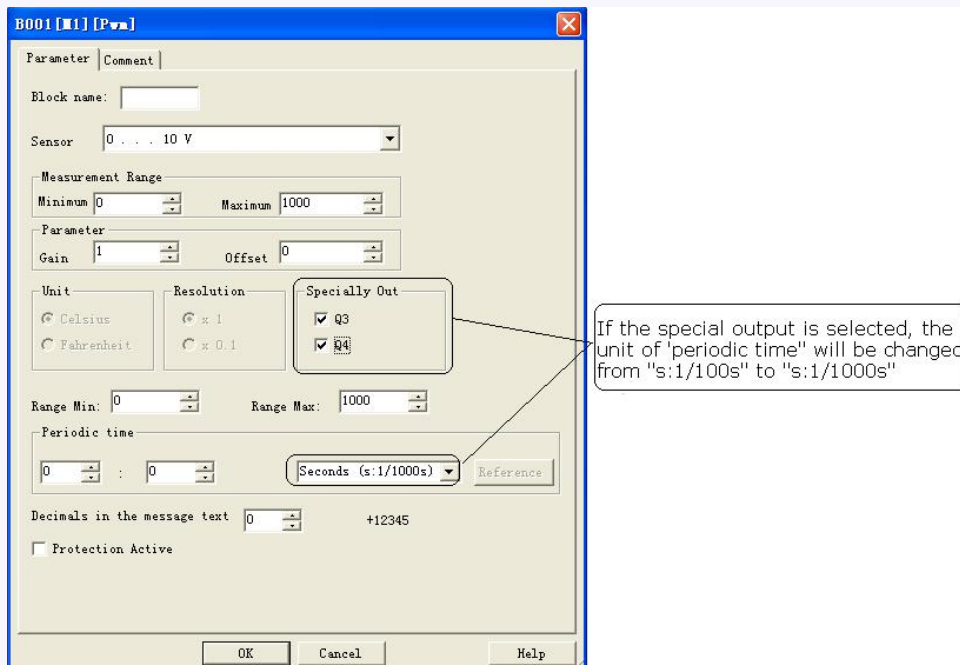 B001[M1][Pwm]
Parameter
Comment
Block name:
Sensor 0 . . . 10 V
Measurement Range
Minimum 0 Maximum 1000
Parameter
Gain 1 Offset 0
Unit
Celsius
Fahrenheit
Resolution
x 1
x 0.1
Specially Out
Q3
Q4
If the special output is selected, the
unit of 'periodic time" will be changed
from "s:1/100s" to "s:1/1000s"
Range Min: 0 Range Max: 1000
Periodic time
0 : 0 Seconds (s:1/1000s) Reference
Decimals in the message text 0 +12345
Protection Active
OK Cancel Help